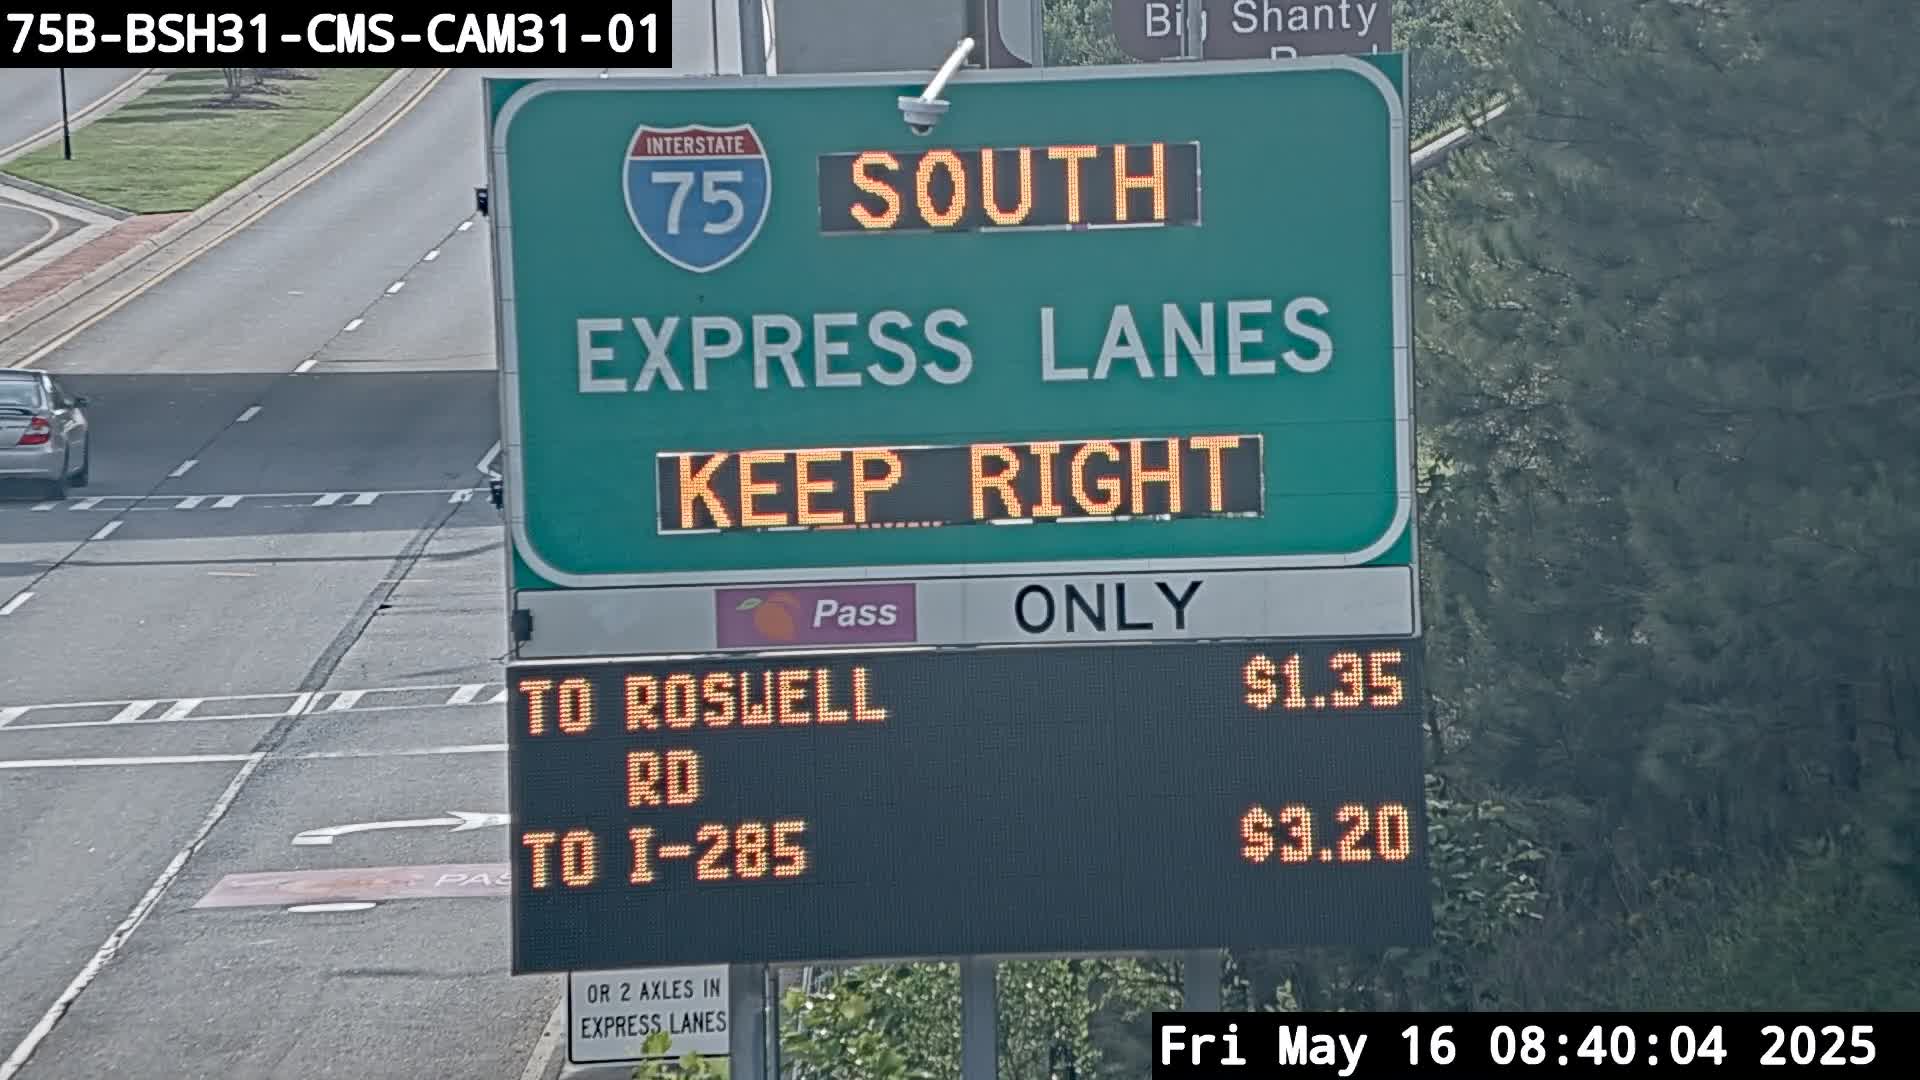 75B-BSH31-CMS-CAM31-01
Big Shanty
INTERSTATE
75
SOUTH
EXPRESS LANES
KEEP RIGHT
Pass ONLY
TO ROSWELL $1.35
RD
TO I-285 $3.20
OR 2 AXLES IN
EXPRESS LANES
Fri May 16 08:40:04 2025